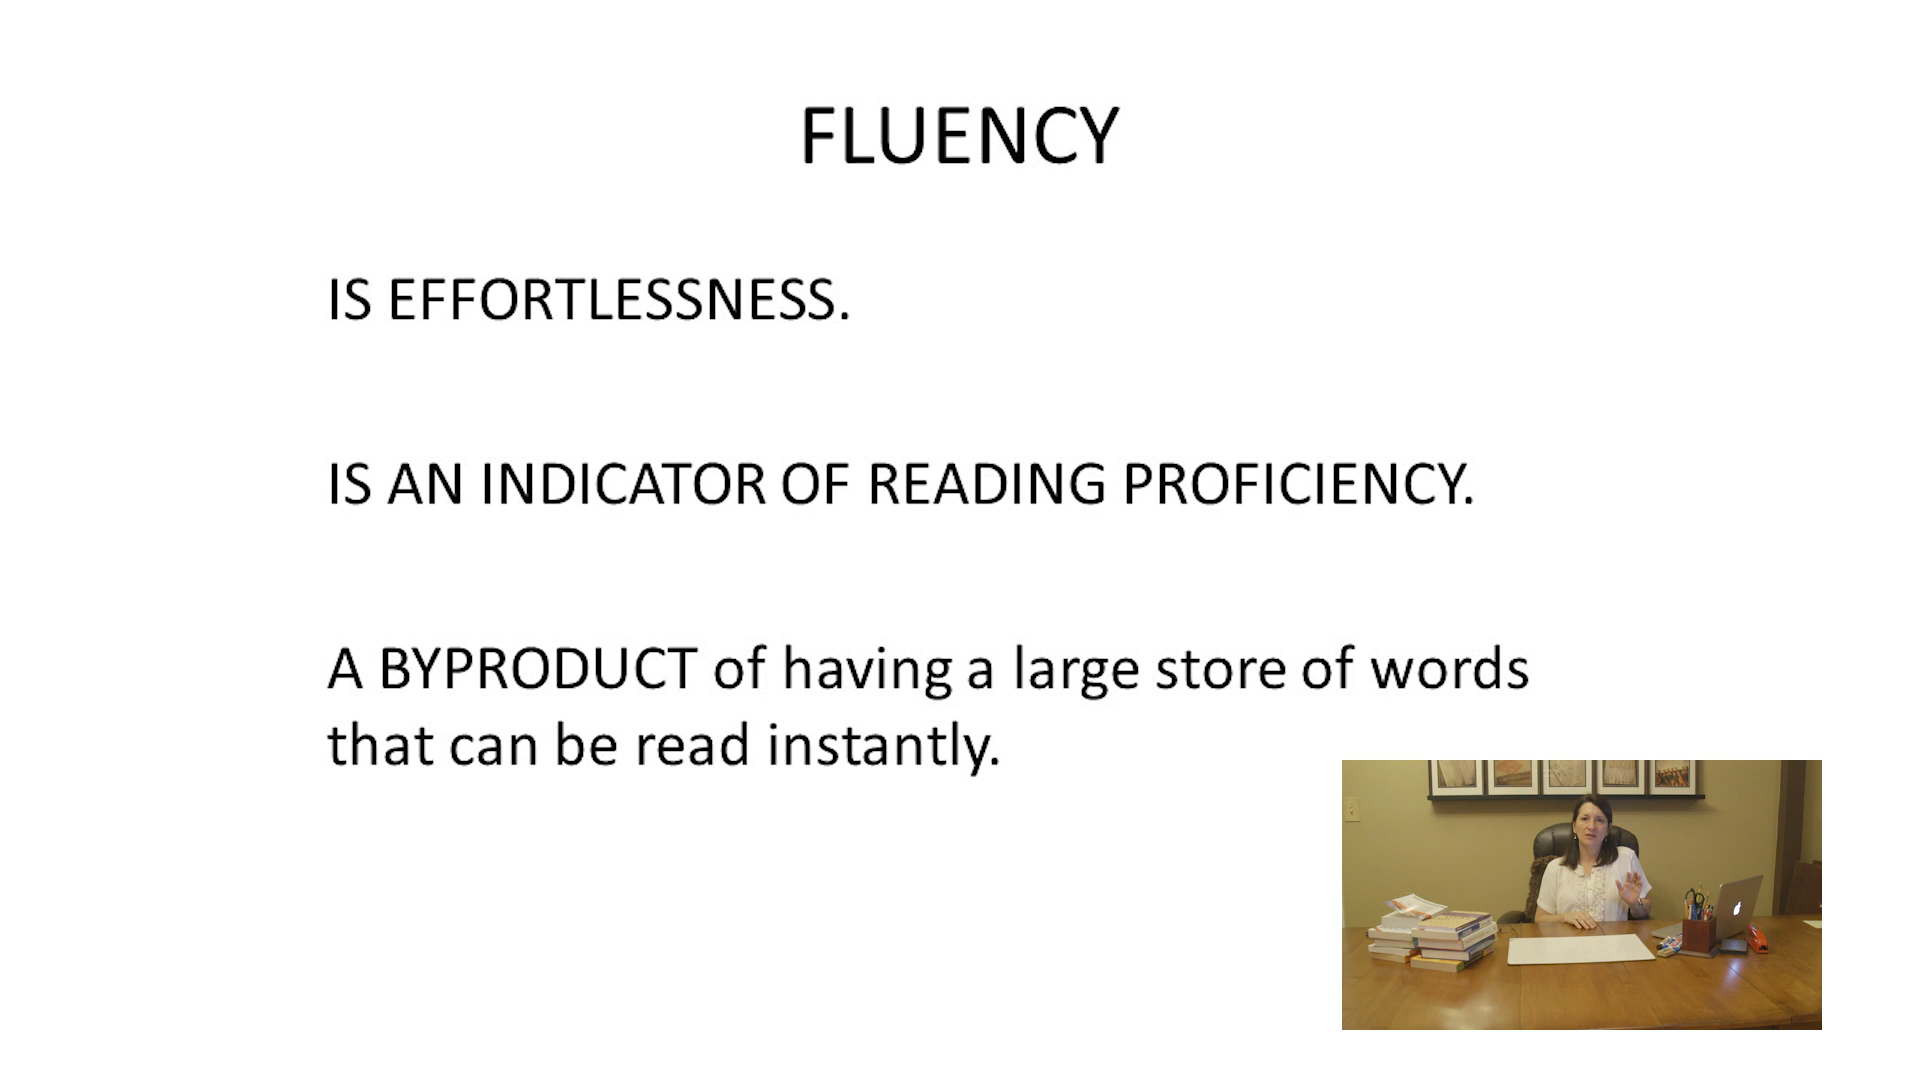 FLUENCY
IS EFFORTLESSNESS.
IS AN INDICATOR OF READING PROFICIENCY.
A BYPRODUCT of having a large store of words
that can be read instantly.